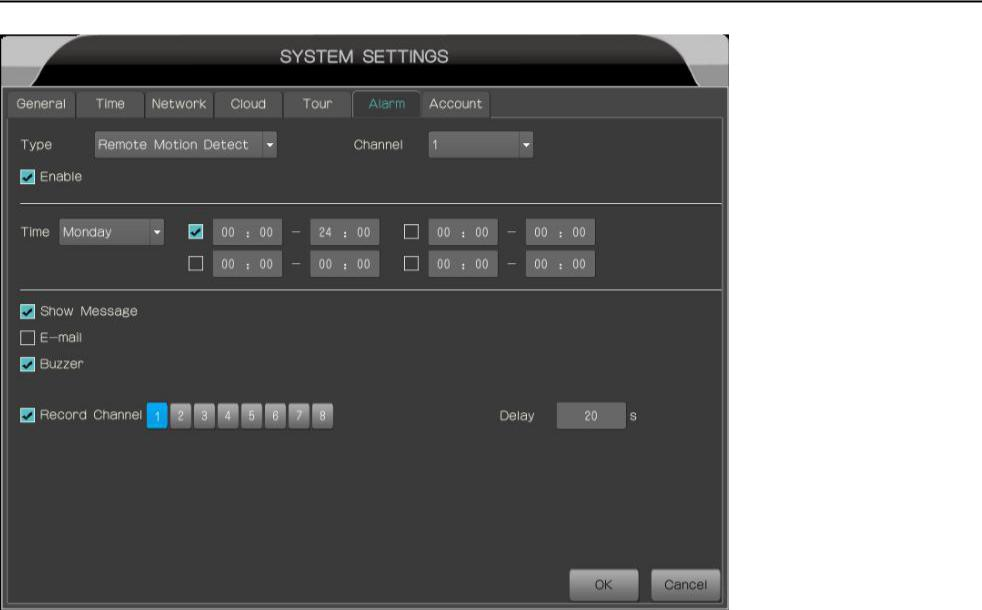 SYSTEM SETTINGS
General Time Network Cloud Tour Alarm Account
Type Remote Motion Detect Channel 1
Enable
Time Monday 00 : 00 - 24 : 00 00 : 00 - 00 : 00
00 : 00 - 00 : 00 00 : 00 - 00 : 00
Show Message
E-mail
Buzzer
Record Channel 1 2 3 4 5 6 7 8 Delay 20 s
OK Cancel